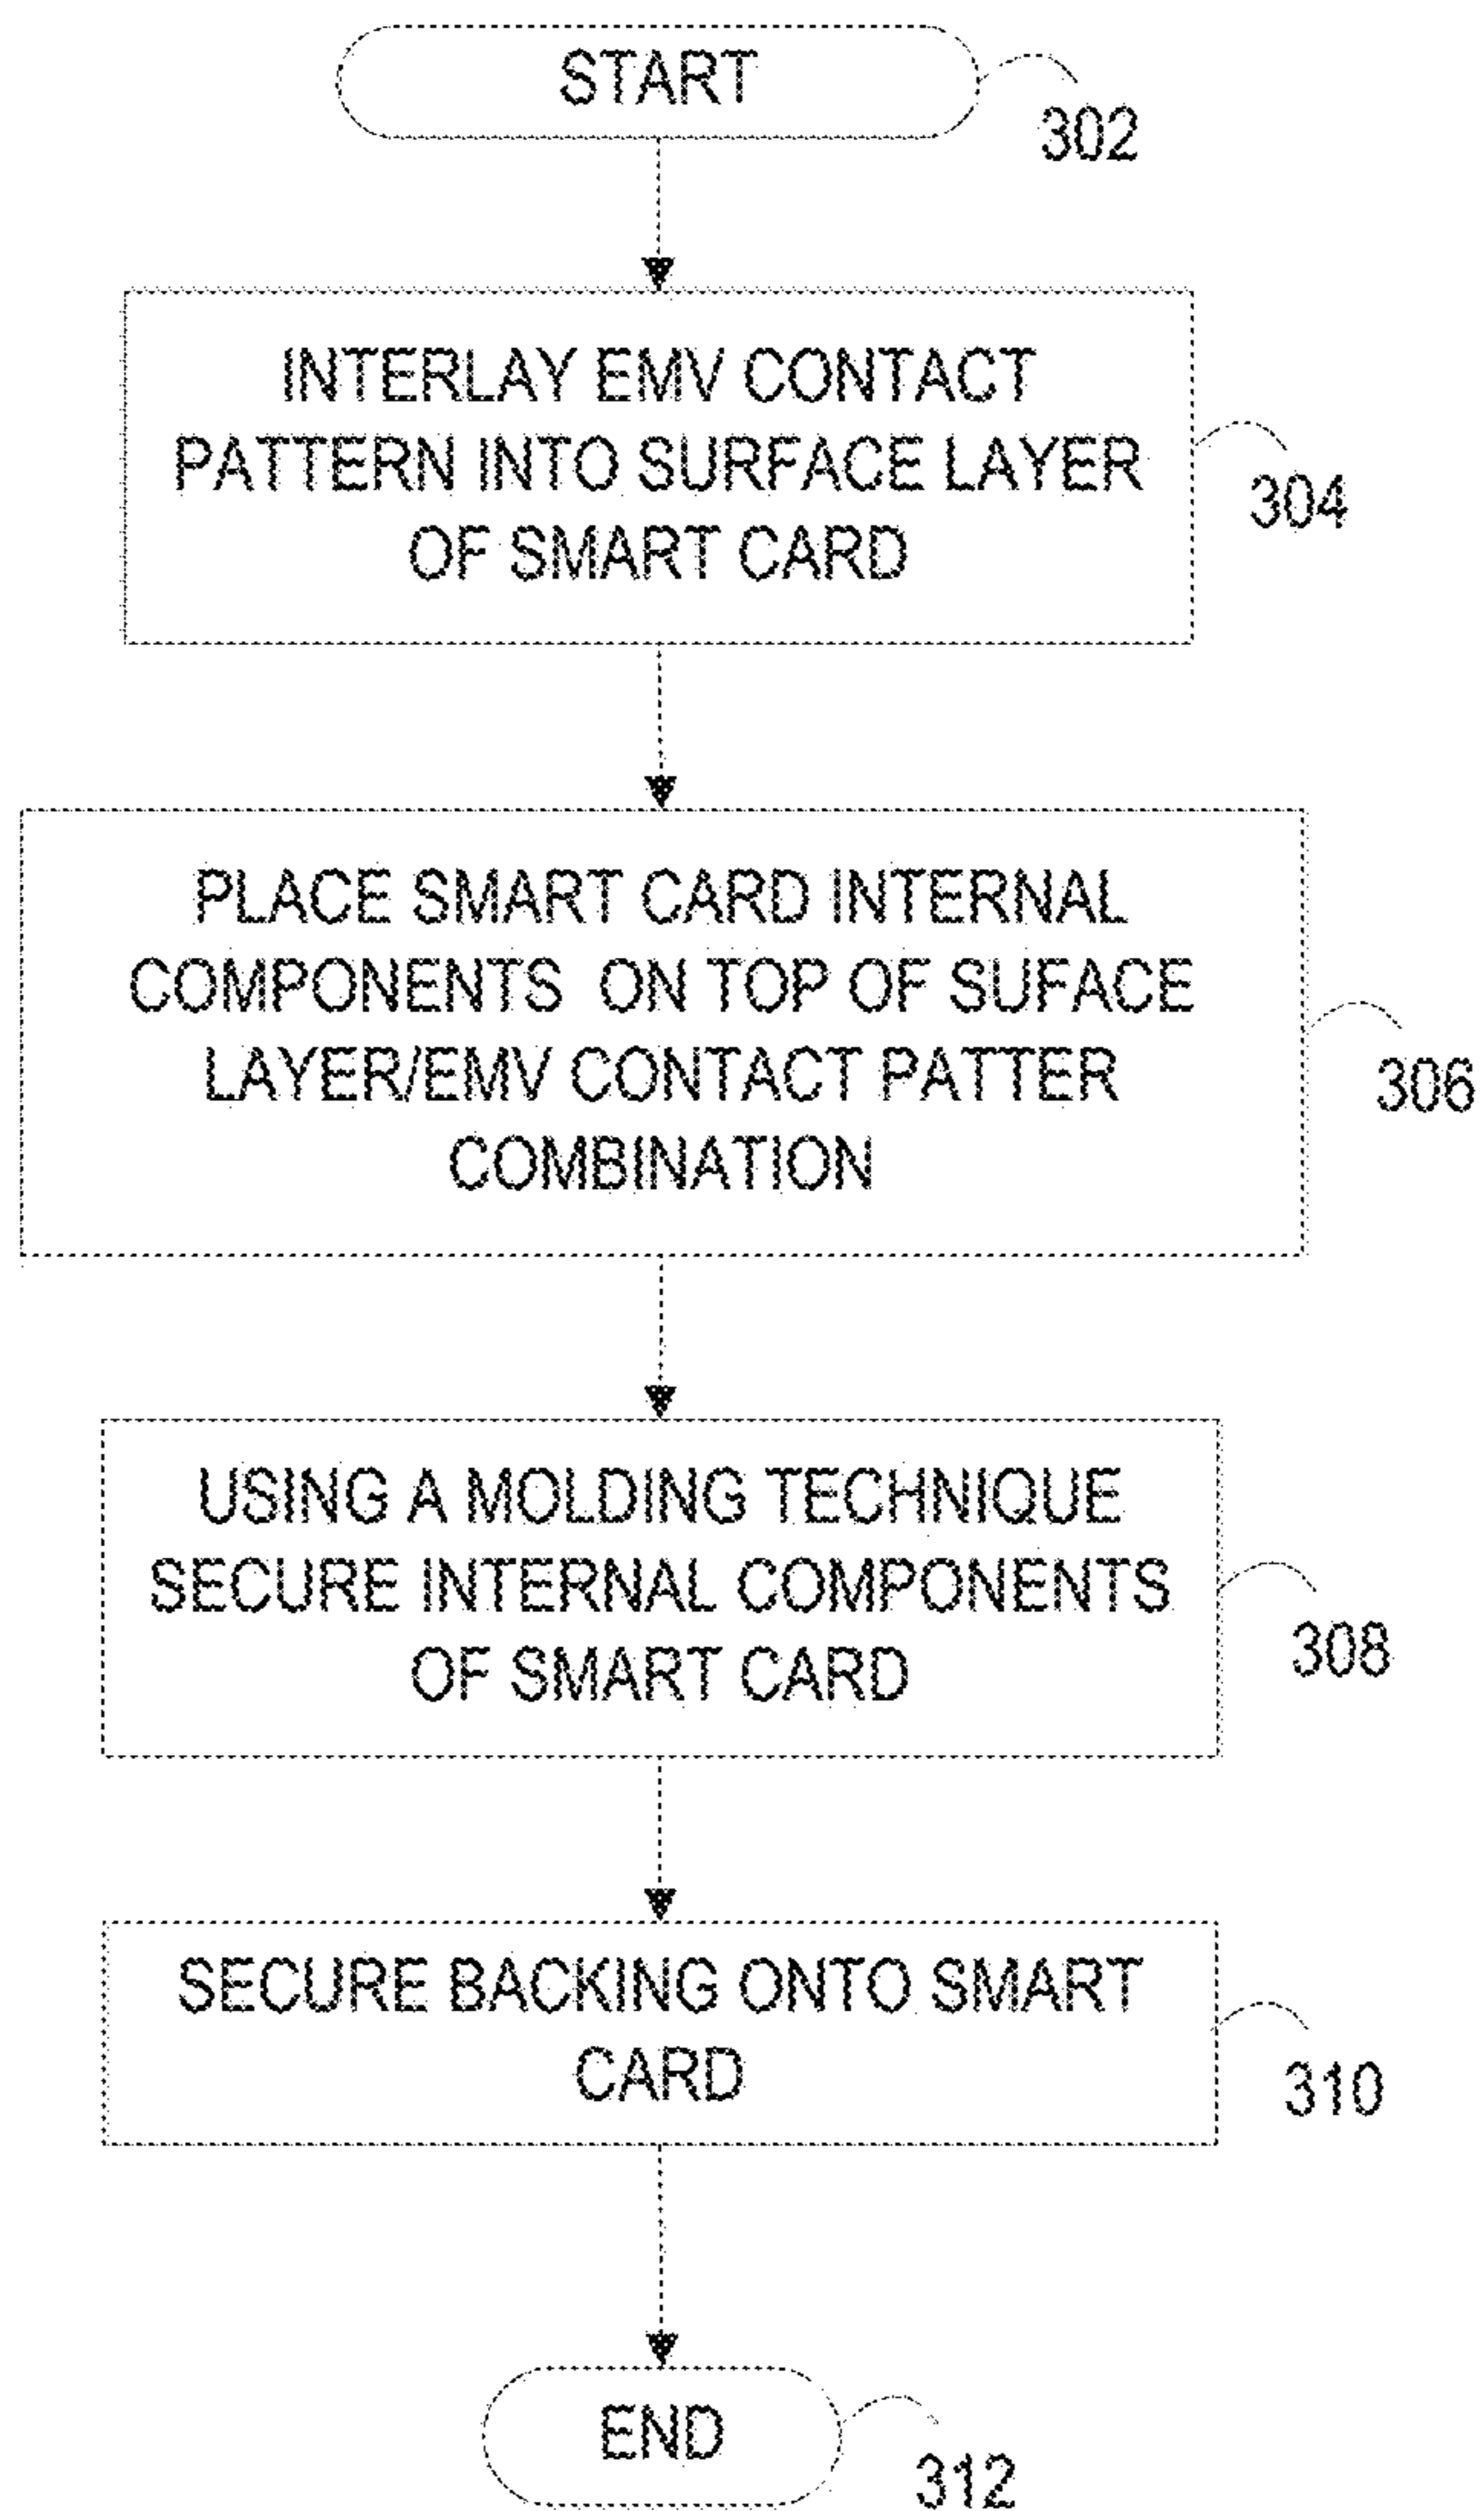 START
302
INTERLAY EMV CONTACT
PATTERN INTO SURFACE LAYER
OF SMART CARD
304
PLACE SMART CARD INTERNAL
COMPONENTS ON TOP OF SUFACE
LAYER/EMV CONTACT PATTER
COMBINATION
306
USING A MOLDING TECHNIQUE
SECURE INTERNAL COMPONENTS
OF SMART CARD
308
SECURE BACKING ONTO SMART
CARD
310
END
312